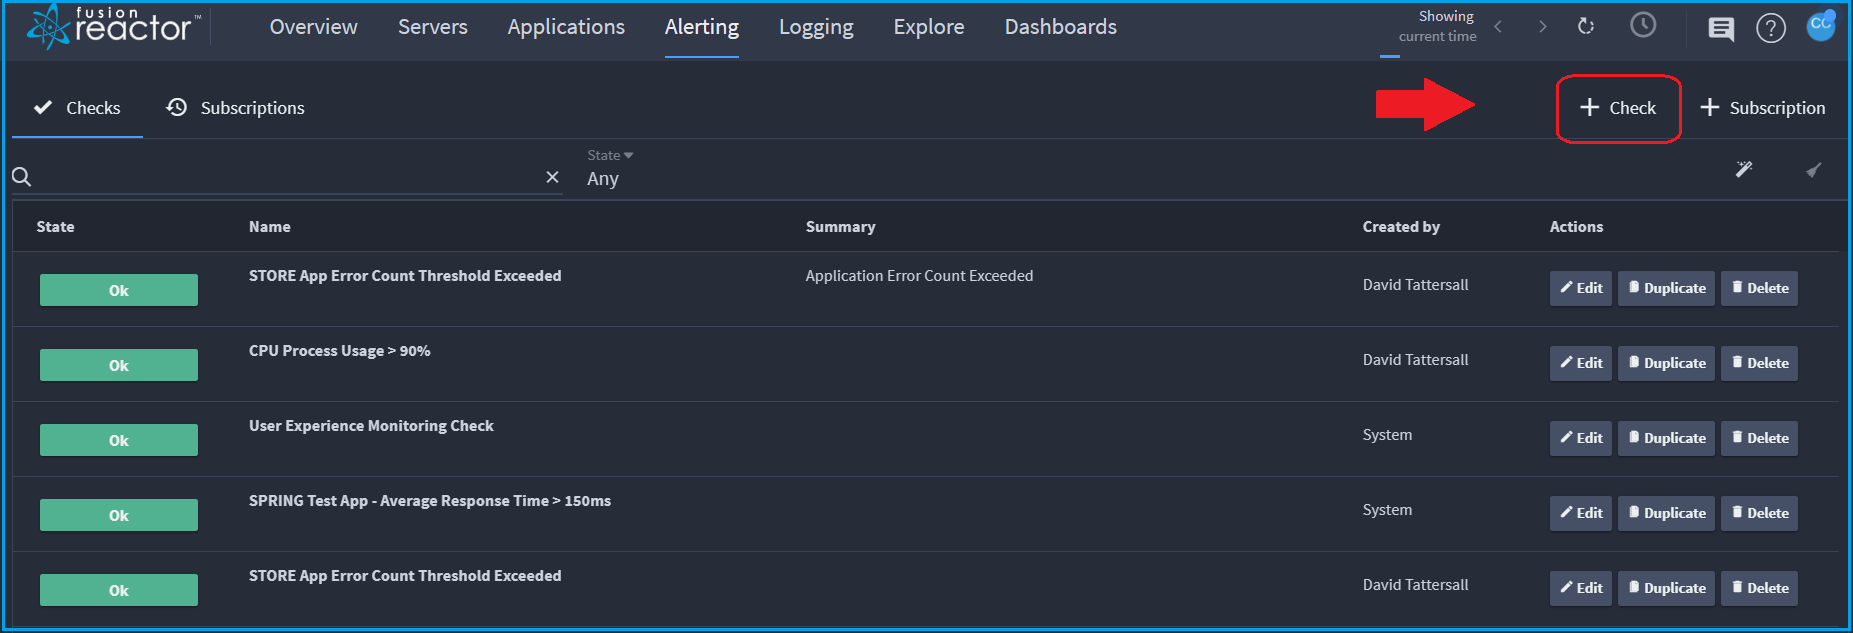 fusion
reactor™
Overview Servers Applications Alerting Logging Explore Dashboards
Showing
current time
CC
Checks Subscriptions
Check Subscription
State
Any
State Name Summary Created by Actions
Ok STORE App Error Count Threshold Exceeded Application Error Count Exceeded David Tattersall Edit Duplicate Delete
Ok CPU Process Usage > 90% David Tattersall Edit Duplicate Delete
Ok User Experience Monitoring Check System Edit Duplicate Delete
Ok SPRING Test App - Average Response Time > 150ms System Edit Duplicate Delete
Ok STORE App Error Count Threshold Exceeded David Tattersall Edit Duplicate Delete